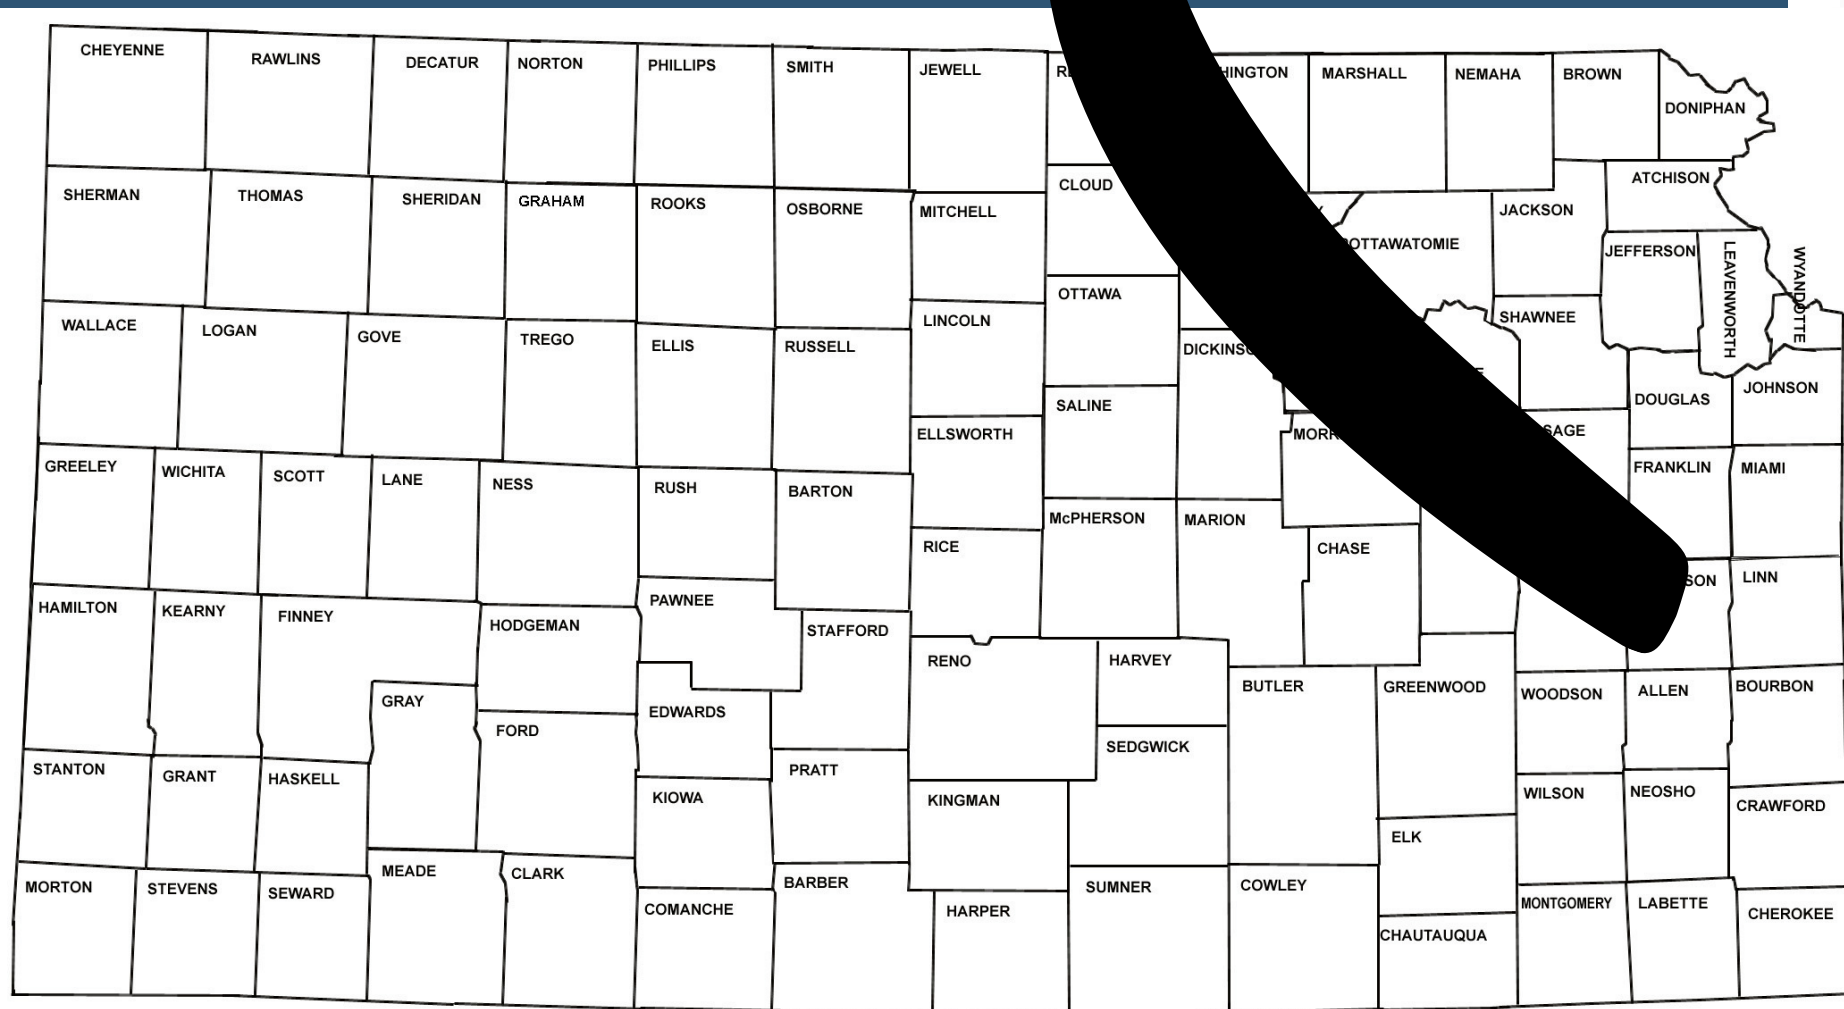 CHEYENNE
RAWLINS
DECATUR
NORTON
PHILLIPS
SMITH
JEWELL
MARSHALL
NEMAHA
BROWN
DONIPHAN
SHERMAN
THOMAS
SHERIDAN
GRAHAM
ROOKS
OSBORNE
MITCHELL
CLOUD
OTTAWATOMIE
JACKSON
ATCHISON
JEFFERSON
LEAVENWORTH
WYANDOTTE
WALLACE
LOGAN
GOVE
TREGO
ELLIS
RUSSELL
LINCOLN
OTTAWA
DICKINSO
SHAWNEE
DOUGLAS
JOHNSON
SALINE
ELLSWORTH
MORR
SAGE
FRANKLIN
MIAMI
GREELEY
WICHITA
SCOTT
LANE
NESS
RUSH
BARTON
RICE
McPHERSON
MARION
CHASE
SON
LINN
HAMILTON
KEARNY
FINNEY
HODGEMAN
PAWNEE
STAFFORD
RENO
HARVEY
BUTLER
GREENWOOD
WOODSON
ALLEN
BOURBON
GRAY
FORD
EDWARDS
SEDGWICK
STANTON
GRANT
HASKELL
KIOWA
PRATT
KINGMAN
ELK
WILSON
NEOSHO
CRAWFORD
MORTON
STEVENS
SEWARD
MEADE
CLARK
COMANCHE
BARBER
HARPER
SUMNER
COWLEY
CHAUTAUQUA
MONTGOMERY
LABETTE
CHEROKEE